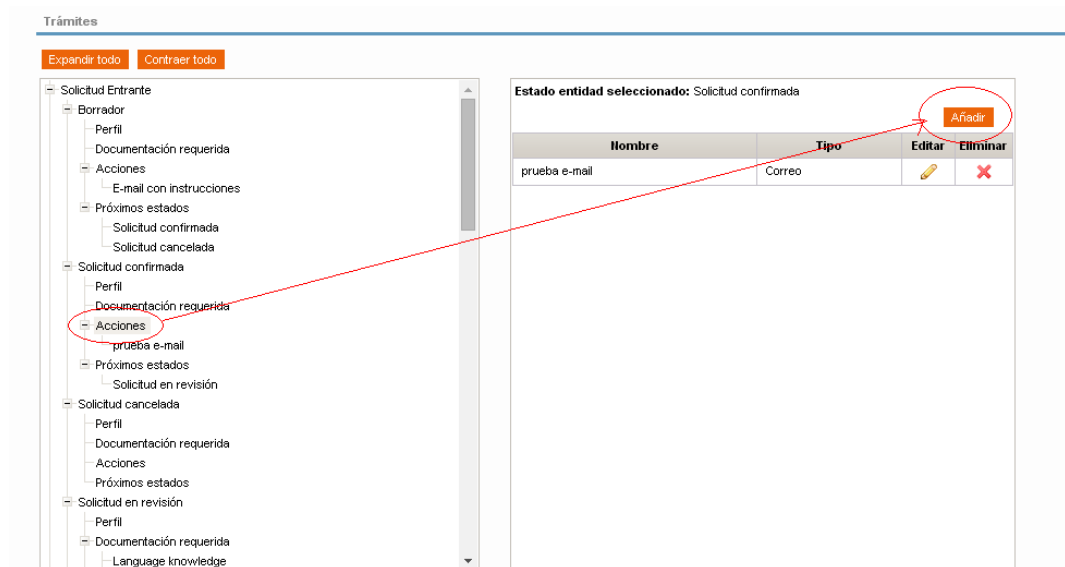 Trámites
Expandir todo Contraer todo
Solicitud Entrante
Borrador
Perfil
Documentación requerida
Acciones
E-mail con instrucciones
Próximos estados
Solicitud confirmada
Solicitud cancelada
Solicitud confirmada
Perfil
Documentación requerida
Acciones
prueba e-mail
Próximos estados
Solicitud en revisión
Solicitud cancelada
Perfil
Documentación requerida
Acciones
Próximos estados
Solicitud en revisión
Perfil
Documentación requerida
Language knowledge
Estado entidad seleccionado: Solicitud confirmada
Añadir
Nombre Tipo Editar Eliminar
prueba e-mail Correo